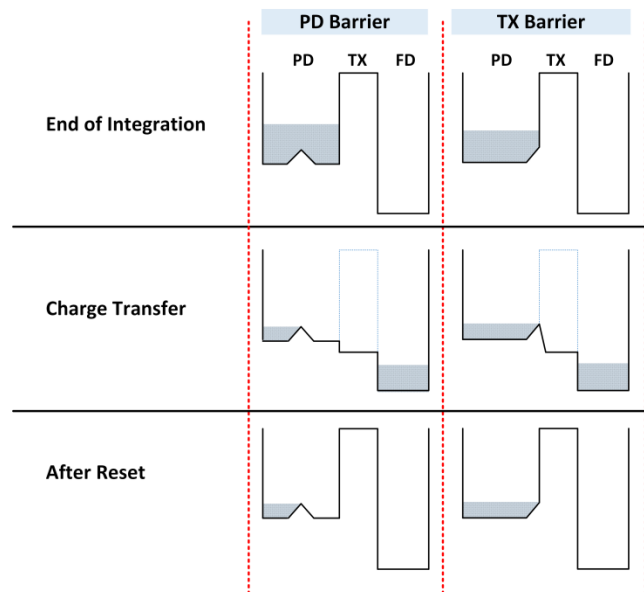 PD Barrier TX Barrier
PD TX FD PD TX FD
End of Integration
Charge Transfer
After Reset